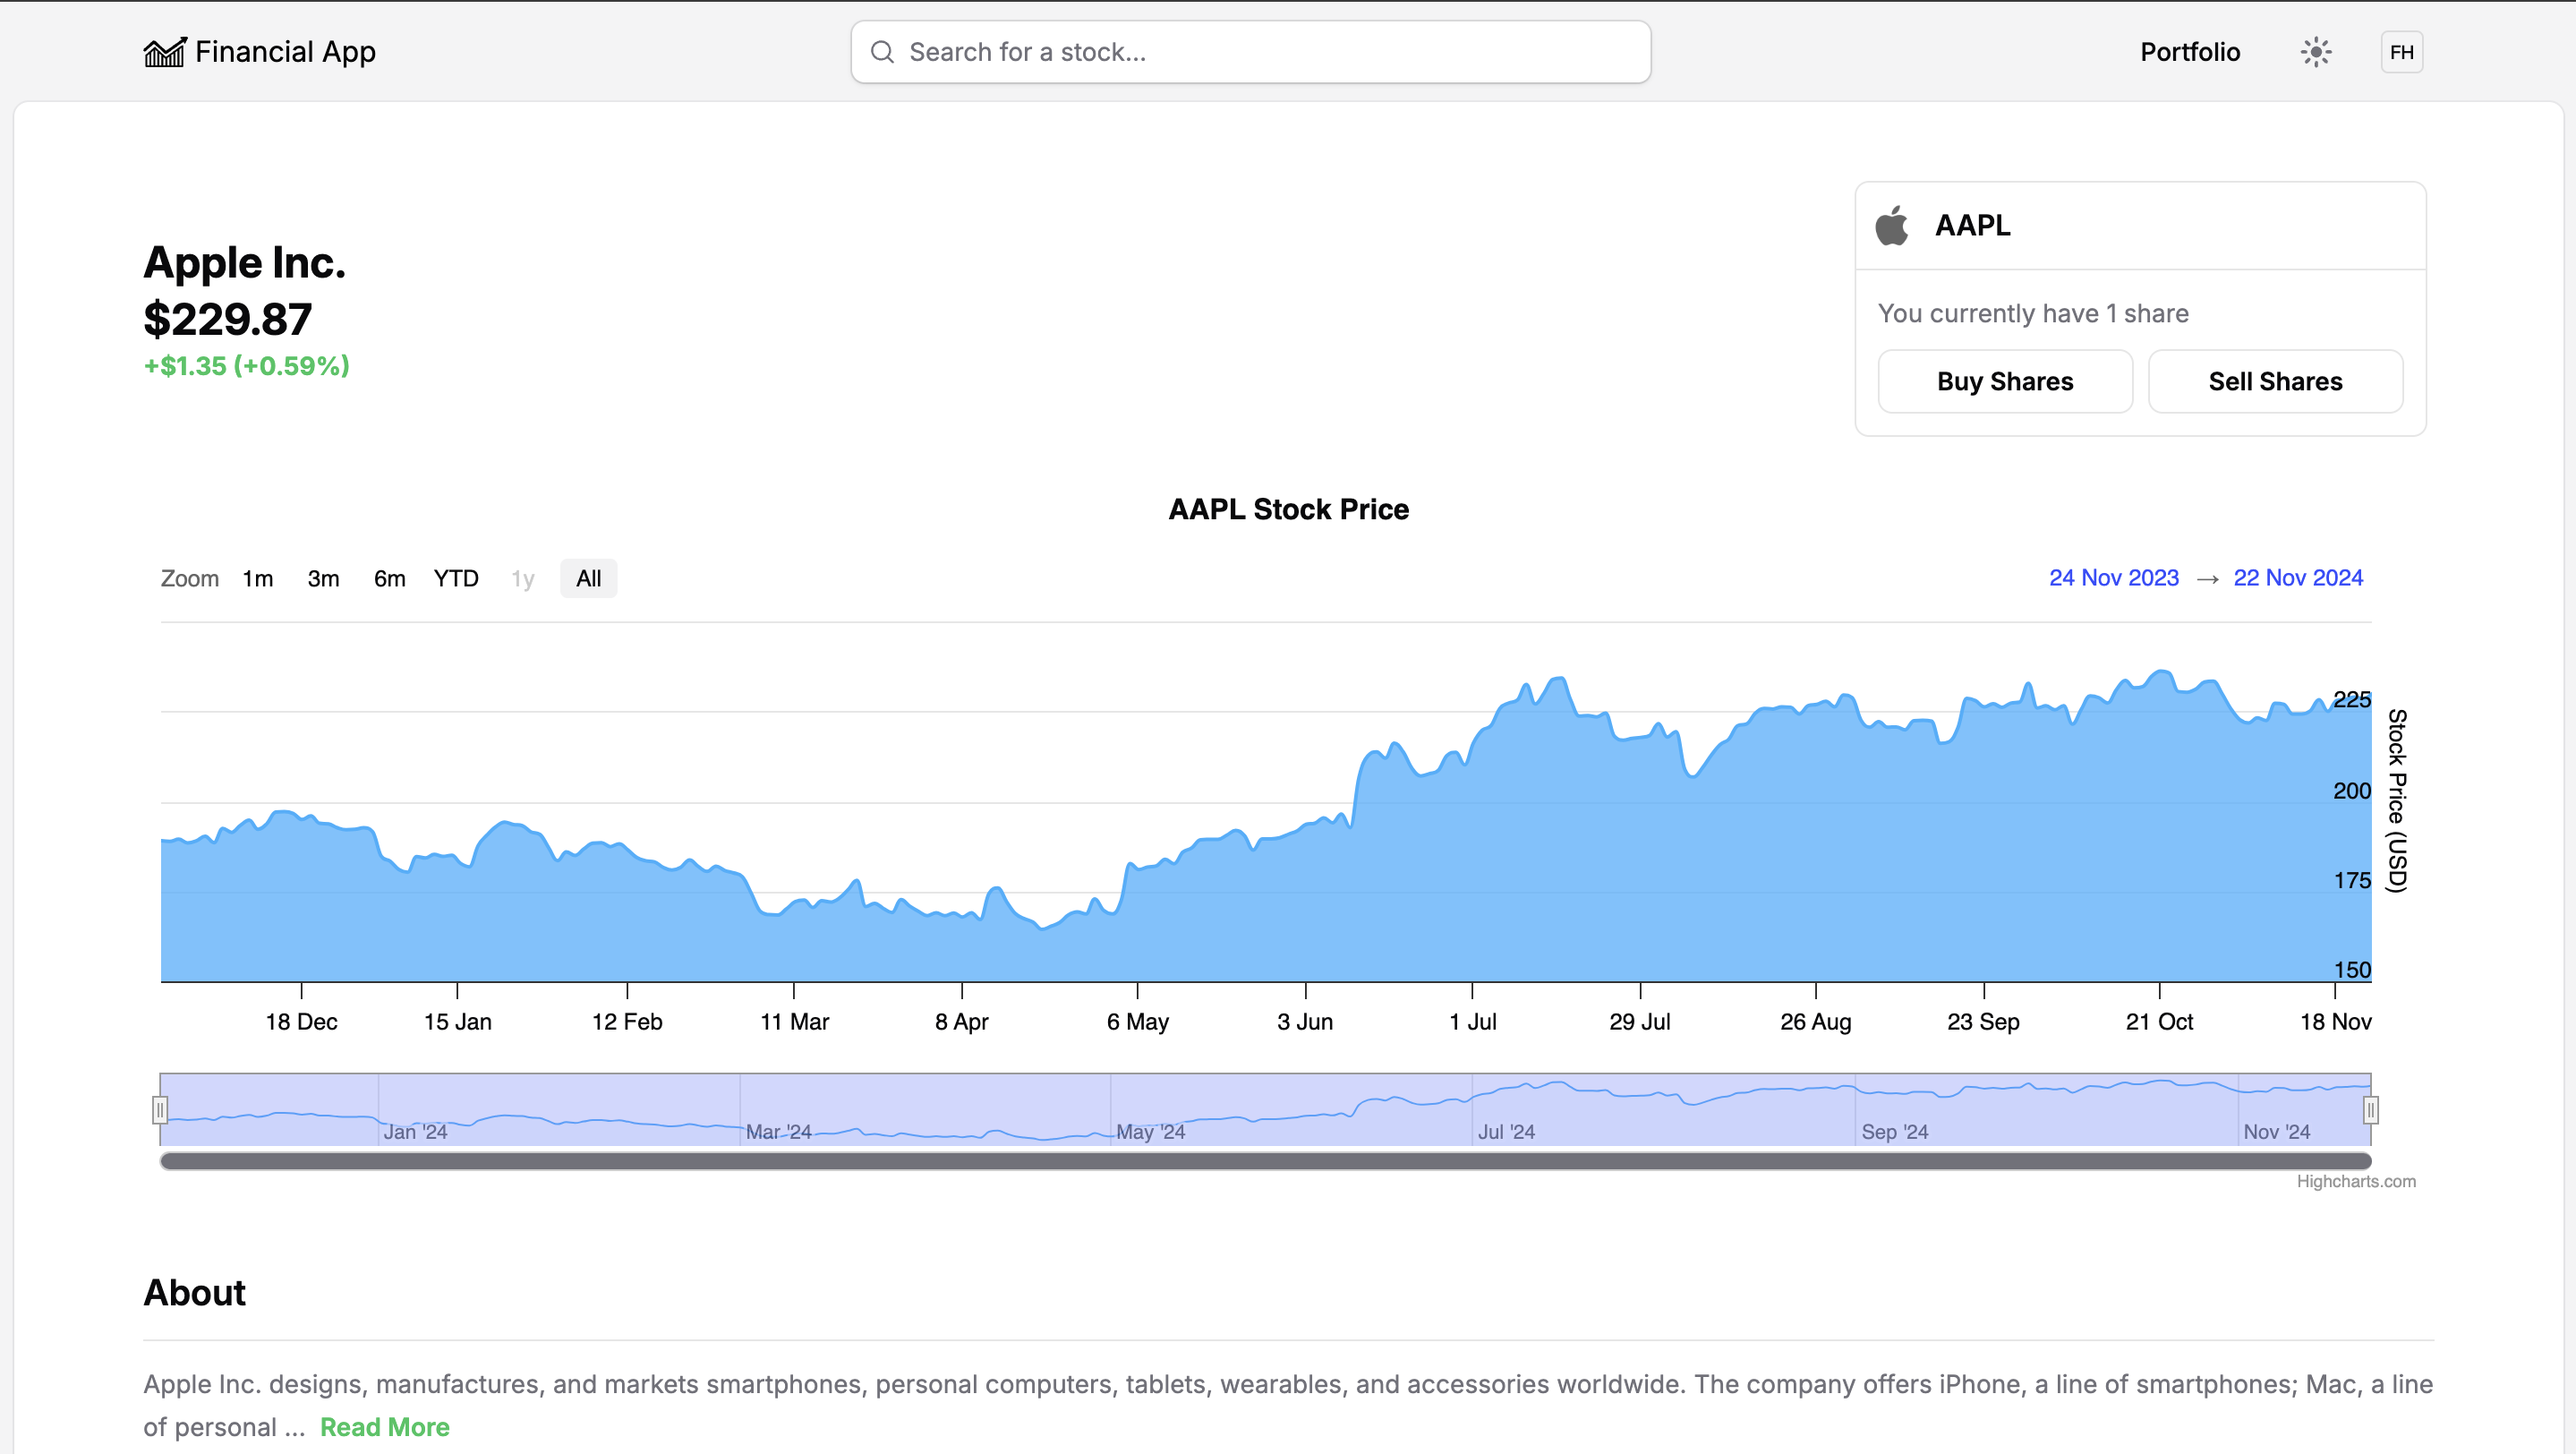 Financial App
Search for a stock...
Portfolio
FH
Apple Inc.
$229.87
+$1.35 (+0.59%)
AAPL
You currently have 1 share
Buy Shares
Sell Shares
AAPL Stock Price
Zoom 1m 3m 6m YTD 1y All
24 Nov 2023 → 22 Nov 2024
225
200
175
150
Stock Price (USD)
18 Dec 15 Jan 12 Feb 11 Mar 8 Apr 6 May 3 Jun 1 Jul 29 Jul 26 Aug 23 Sep 21 Oct 18 Nov
Jan '24 Mar '24 May '24 Jul '24 Sep '24 Nov '24
Highcharts.com
About
Apple Inc. designs, manufactures, and markets smartphones, personal computers, tablets, wearables, and accessories worldwide. The company offers iPhone, a line of smartphones; Mac, a line
of personal ... Read More